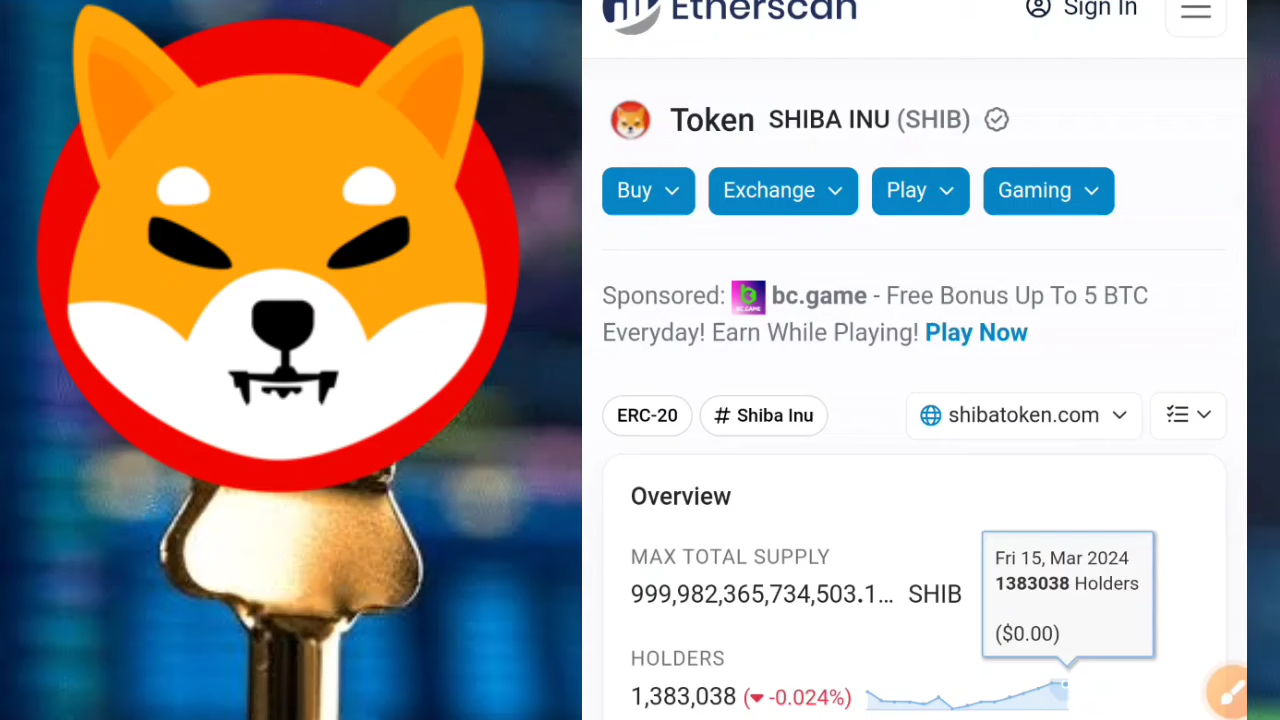 Etherscan
Sign In
Token SHIBA INU (SHIB)
Buy Exchange Play Gaming
Sponsored: bc.game - Free Bonus Up To 5 BTC
Everyday! Earn While Playing! Play Now
ERC-20 # Shiba Inu shibatoken.com
Overview
MAX TOTAL SUPPLY
999,982,365,734,503.1... SHIB
Fri 15, Mar 2024
1383038 Holders
($0.00)
HOLDERS
1,383,038 (-0.024%)